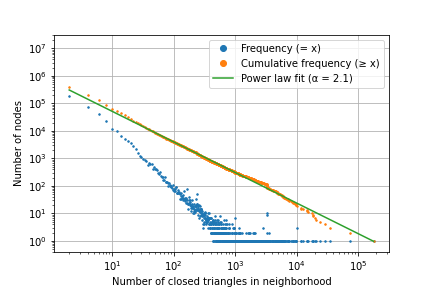 10⁷
10⁶
10⁵
10⁴
10³
10²
10¹
10⁰
Number of nodes
Frequency (= x)
Cumulative frequency (≥ x)
Power law fit (α = 2.1)
10¹ 10² 10³ 10⁴ 10⁵
Number of closed triangles in neighborhood